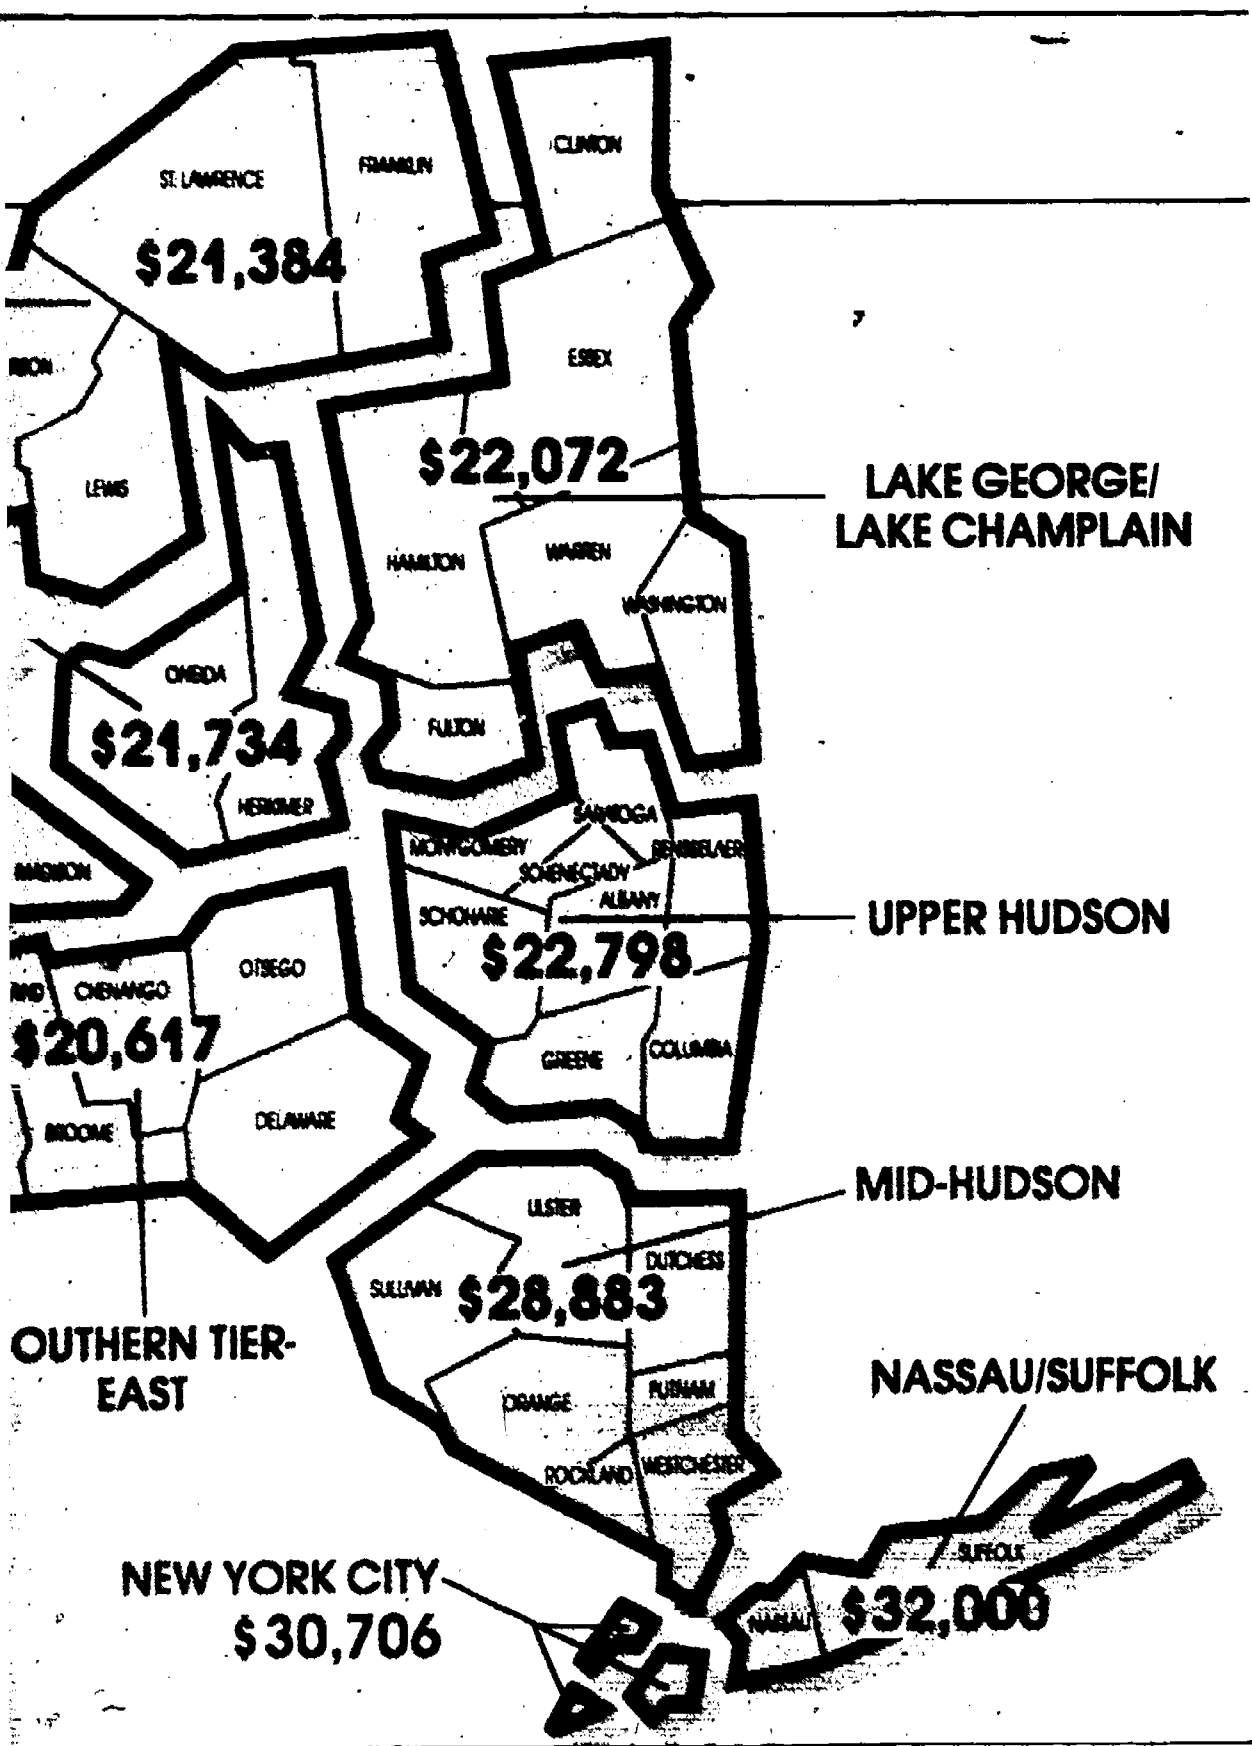 CLINTON
FRANKLIN
ST. LAWRENCE
$21,384
ESSEX
$22,072
LAKE GEORGE/
LAKE CHAMPLAIN
LEWIS
HAMILTON
WARREN
WASHINGTON
ONEIDA
$21,734
FULTON
HERKIMER
SARATOGA
MONTGOMERY
RENSSELAER
MADISON
SCHENECTADY
ALBANY
SCHOHARIE
UPPER HUDSON
$22,798
OTSEGO
CHENANGO
$20,617
GREENE
COLUMBIA
DELAWARE
BROOME
MID-HUDSON
ULSTER
DUTCHESS
SULLIVAN
$28,883
OUTHERN TIER-
EAST
NASSAU/SUFFOLK
PUTNAM
ORANGE
ROCKLAND
WESTCHESTER
SUFFOLK
NEW YORK CITY
$30,706
NASSAU
$32,000